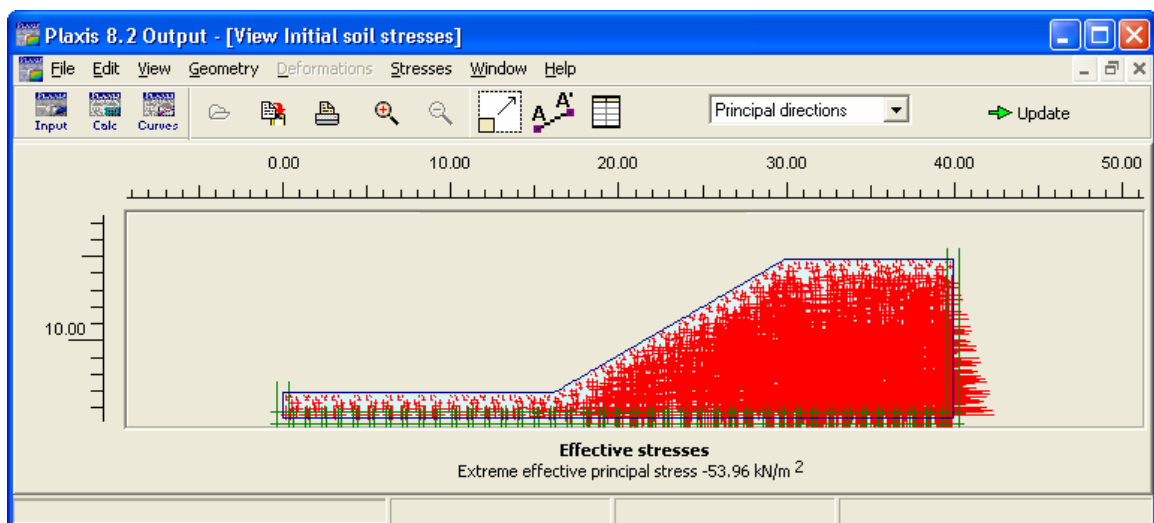 Plaxis 8.2 Output - [View Initial soil stresses]
File Edit View Geometry Deformations Stresses Window Help
Input Calc Curves A A' Principal directions Update
0.00 10.00 20.00 30.00 40.00 50.00
10.00
Effective stresses
Extreme effective principal stress -53.96 kN/m 2